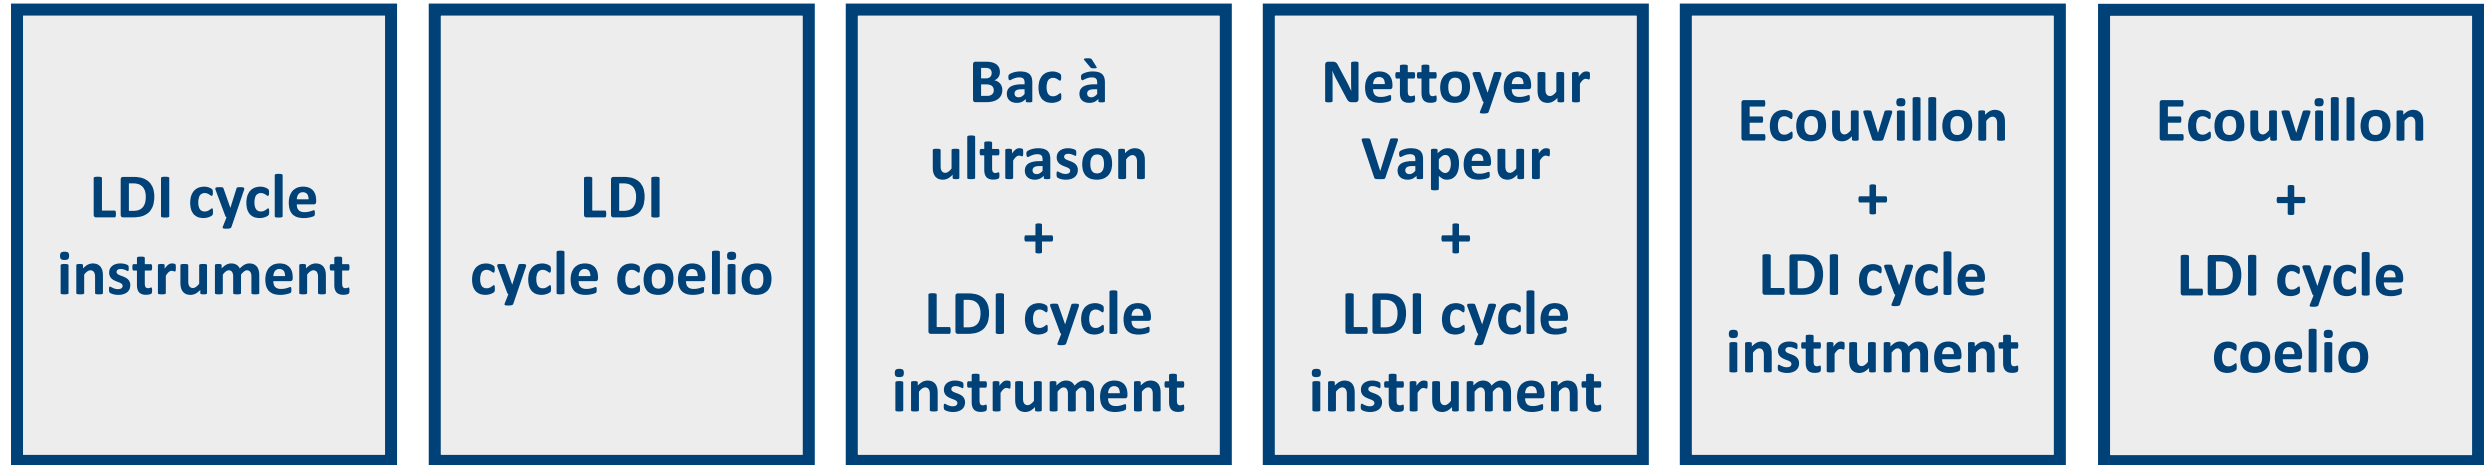 LDI cycle
instrument
LDI
cycle coelio
Bac à
ultrason
+
LDI cycle
instrument
Nettoyeur
Vapeur
+
LDI cycle
instrument
Ecouvillon
+
LDI cycle
instrument
Ecouvillon
+
LDI cycle
coelio